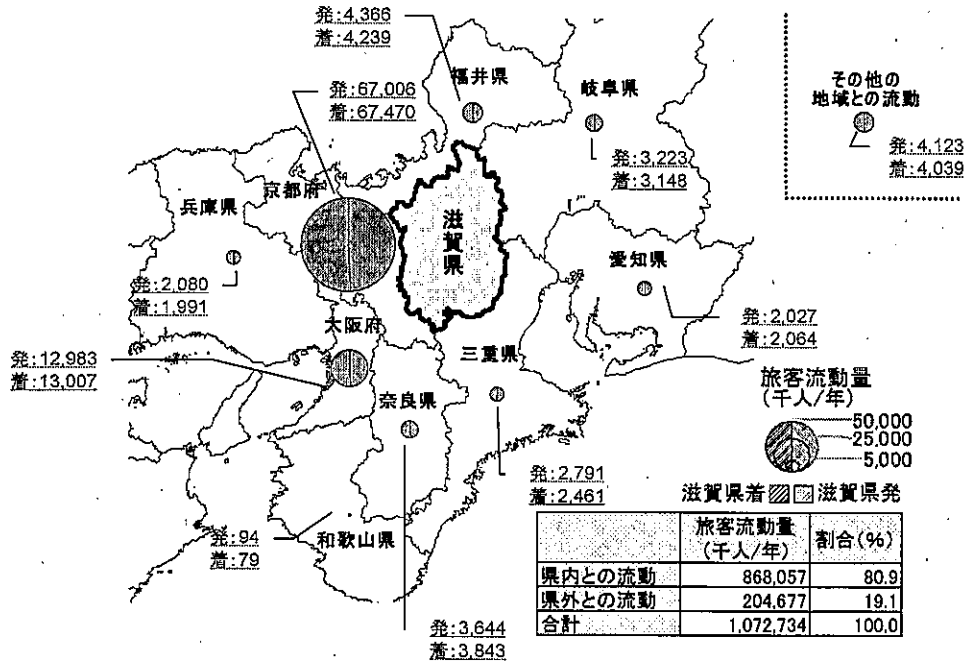 発:4,366
着:4,239
福井県
岐阜県
その他の
地域との流動
発:67,006
着:67,470
発:4,123
着:4,039
発:3,223
着:3,148
京都府
兵庫県
滋賀県
愛知県
発:2,080
着:1,991
大阪府
発:2,027
着:2,064
発:12,983
着:13,007
三重県
奈良県
旅客流動量
(千人/年)
50,000
25,000
5,000
発:2,791
着:2,461
滋賀県着 滋賀県発
発:94
着:79
和歌山県
発:3,644
着:3,843
旅客流動量
(千人/年) 割合(%)
県内との流動 868,057 80.9
県外との流動 204,677 19.1
合計 1,072,734 100.0